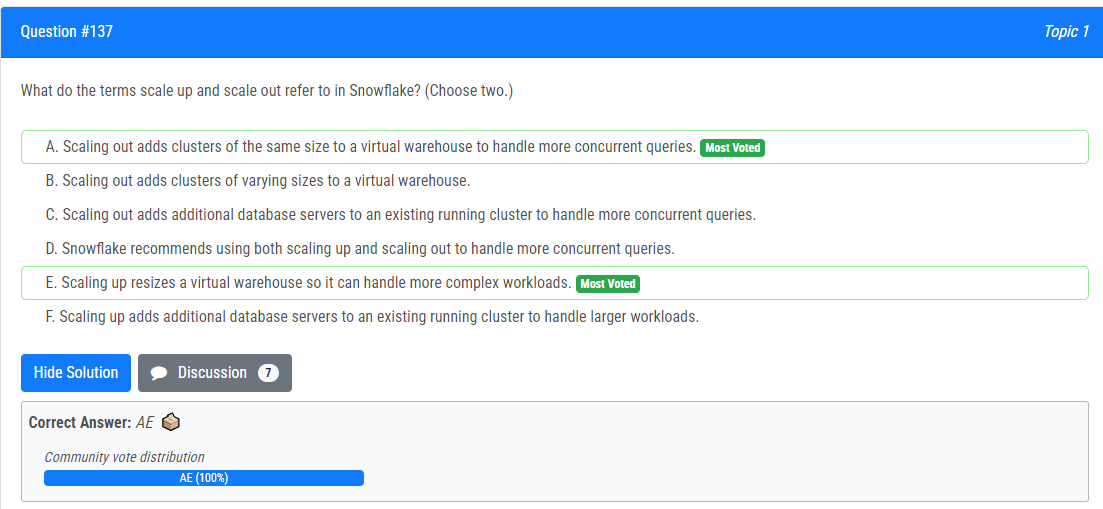 Question #137
Topic 1
What do the terms scale up and scale out refer to in Snowflake? (Choose two.)
A. Scaling out adds clusters of the same size to a virtual warehouse to handle more concurrent queries. Most Voted
B. Scaling out adds clusters of varying sizes to a virtual warehouse.
C. Scaling out adds additional database servers to an existing running cluster to handle more concurrent queries.
D. Snowflake recommends using both scaling up and scaling out to handle more concurrent queries.
E. Scaling up resizes a virtual warehouse so it can handle more complex workloads. Most Voted
F. Scaling up adds additional database servers to an existing running cluster to handle larger workloads.
Hide Solution
Discussion 7
Correct Answer: AE
Community vote distribution
AE (100%)